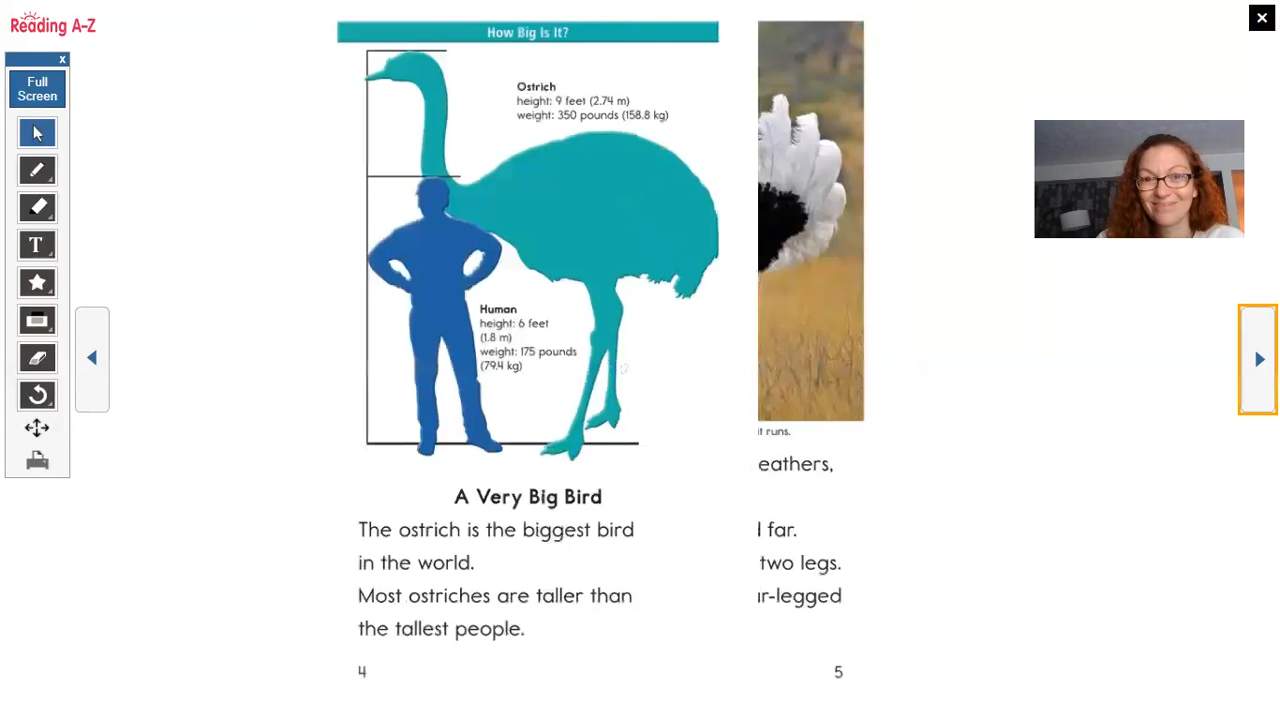 Reading A-Z
x
Full
Screen
T
How Big Is It?
Ostrich
height: 9 feet (2.74 m)
weight: 350 pounds (158.8 kg)
Human
height: 6 feet
(1.8 m)
weight: 175 pounds
(79.4 kg)
A Very Big Bird
The ostrich is the biggest bird
in the world.
Most ostriches are taller than
the tallest people.
4
it runs.
eathers,
far.
two legs.
r-legged
5